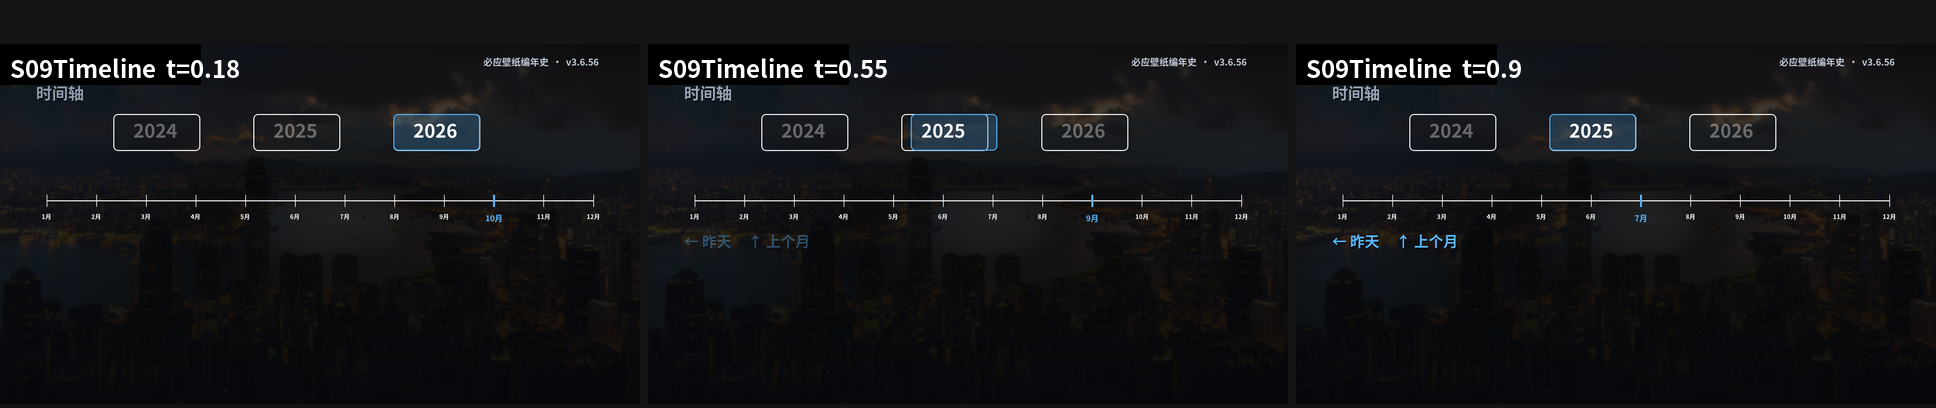 S09Timeline t=0.18
必应壁纸编年史 · v3.6.56
时间轴
2024 2025 2026
1月 2月 3月 4月 5月 6月 7月 8月 9月 10月 11月 12月
S09Timeline t=0.55
必应壁纸编年史 · v3.6.56
时间轴
2024 2025 2026
1月 2月 3月 4月 5月 6月 7月 8月 9月 10月 11月 12月
← 昨天 ↑ 上个月
S09Timeline t=0.9
必应壁纸编年史 · v3.6.56
时间轴
2024 2025 2026
1月 2月 3月 4月 5月 6月 7月 8月 9月 10月 11月 12月
← 昨天 ↑ 上个月